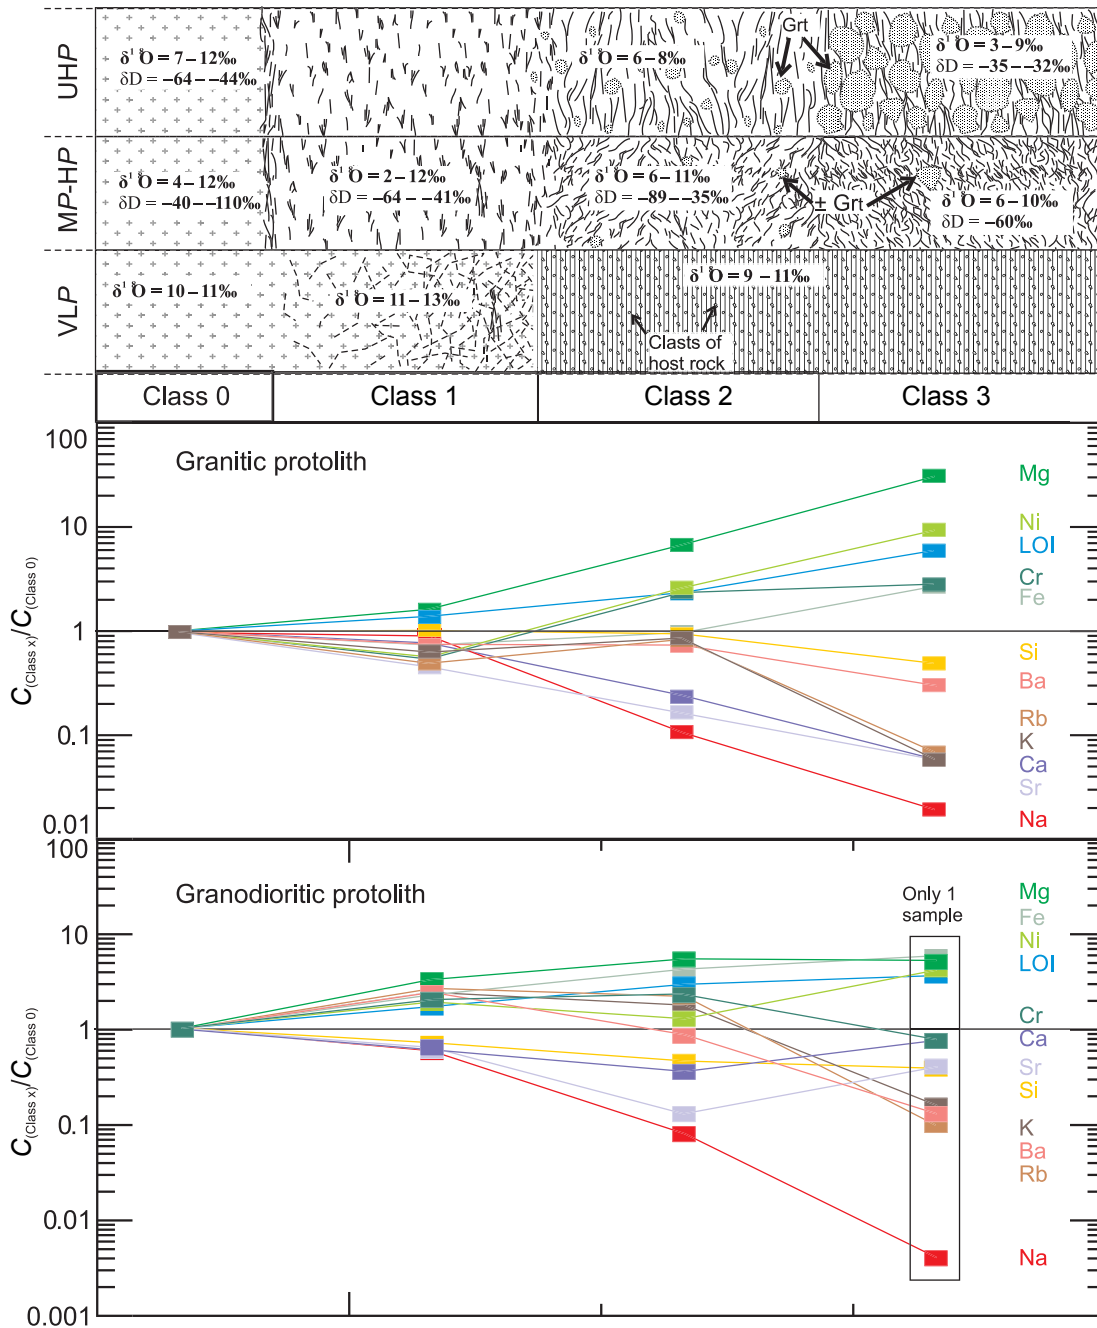 UHP
δ¹⁸O = 7 – 12‰
δD = –64 – –44‰
δ¹⁸O = 6 – 8‰
Grt
δ¹⁸O = 3 – 9‰
δD = –35 – –32‰
MP-HP
δ¹⁸O = 4 – 12‰
δD = –40 – –110‰
δ¹⁸O = 2 – 12‰
δD = –64 – –41‰
δ¹⁸O = 6 – 11‰
δD = –89 – –35‰
± Grt
δ¹⁸O = 6 – 10‰
δD = –60‰
VLP
δ¹⁸O = 10 – 11‰
δ¹⁸O = 11 – 13‰
δ¹⁸O = 9 – 11‰
Clasts of
host rock
Class 0
Class 1
Class 2
Class 3
Granitic protolith
C(Class x)/C(Class 0)
100
10
1
0.1
0.01
Mg
Ni
LOI
Cr
Fe
Si
Ba
Rb
K
Ca
Sr
Na
Granodioritic protolith
C(Class x)/C(Class 0)
100
10
1
0.1
0.01
0.001
Only 1
sample
Mg
Fe
Ni
LOI
Cr
Ca
Sr
Si
K
Ba
Rb
Na